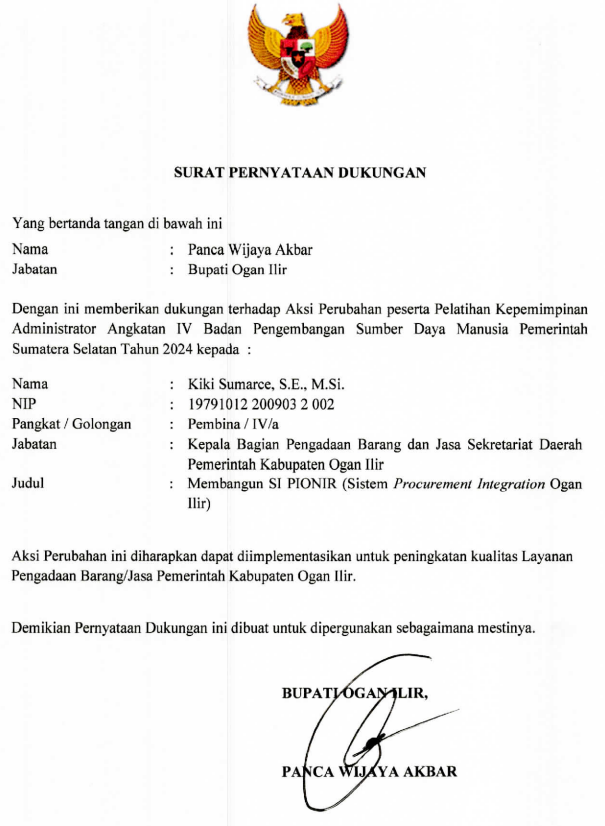 SURAT PERNYATAAN DUKUNGAN
Yang bertanda tangan di bawah ini
Nama : Panca Wijaya Akbar
Jabatan : Bupati Ogan Ilir
Dengan ini memberikan dukungan terhadap Aksi Perubahan peserta Pelatihan Kepemimpinan
Administrator Angkatan IV Badan Pengembangan Sumber Daya Manusia Pemerintah
Sumatera Selatan Tahun 2024 kepada :
Nama : Kiki Sumarce, S.E., M.Si.
NIP : 19791012 200903 2 002
Pangkat / Golongan : Pembina / IV/a
Jabatan : Kepala Bagian Pengadaan Barang dan Jasa Sekretariat Daerah
Pemerintah Kabupaten Ogan Ilir
Judul : Membangun SI PIONIR (Sistem Procurement Integration Ogan
Ilir)
Aksi Perubahan ini diharapkan dapat diimplementasikan untuk peningkatan kualitas Layanan
Pengadaan Barang/Jasa Pemerintah Kabupaten Ogan Ilir.
Demikian Pernyataan Dukungan ini dibuat untuk dipergunakan sebagaimana mestinya.
BUPATI OGAN ILIR,
PANCA WIJAYA AKBAR